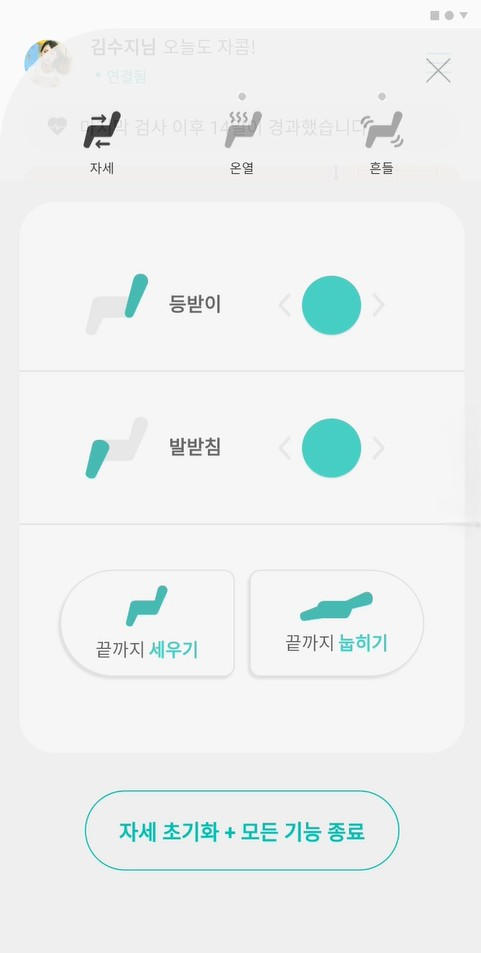 김수지님 오늘도 자콤!
연결됨
마지막 검사 이후 14일이 경과했습니다
자세
온열
흔들
등받이
발받침
끝까지 세우기
끝까지 눕히기
자세 초기화 + 모든 기능 종료